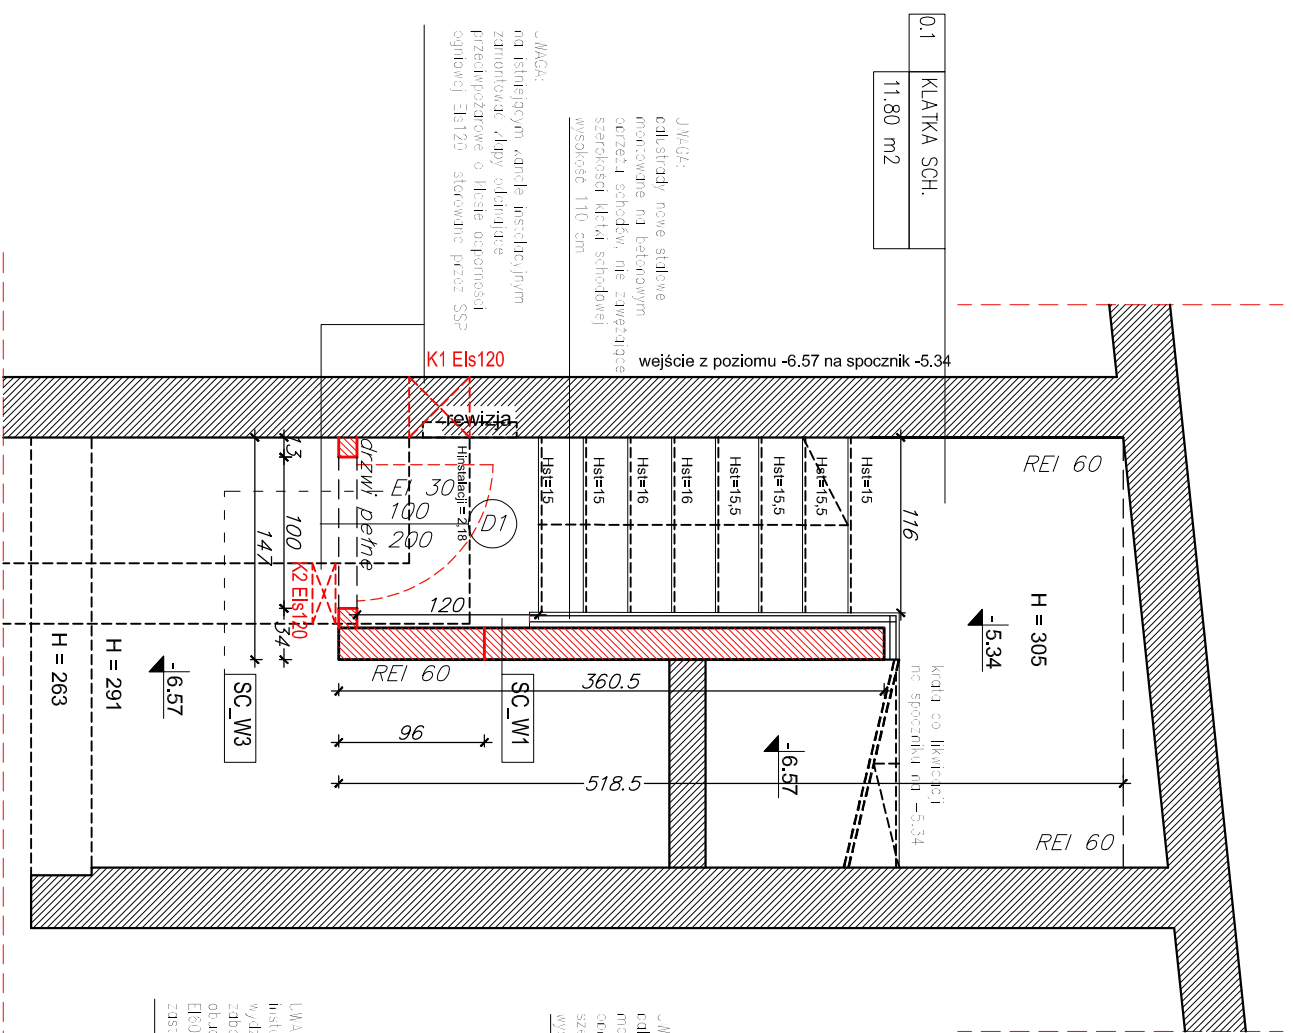 0.1 KLATKA SCH.
11.80 m2
UWAGA:
na istniejącym kanale instalacyjnym
zamontować klapy odcinające
przeciwpożarowe o klasie odporności
ogniowej EIs120 sterowane przez SSP
UWAGA:
balustrady nowe stalowe
montowane na betonowym
obrzeżu schodów, nie zawężające
szerokości klatki schodowej
wysokość 110 cm
K1 EIs120
wejście z poziomu -6.57 na spocznik -5.34
rewizja
drzwi pełne
EI 30
100
200
D1
Hinstalacji = 2,18
Hst=15
Hst=15
Hst=16
Hst=16
Hst=15,5
Hst=15,5
Hst=15,5
Hst=15
REI 60
116
13
100
147
34
K2 EIs120
120
H = 305
-5.34
krata do likwidacji
na spoczniku na -5.34
REI 60
360.5
96
518.5
SC_W1
SC_W3
-6.57
-6.57
H = 291
H = 263
REI 60